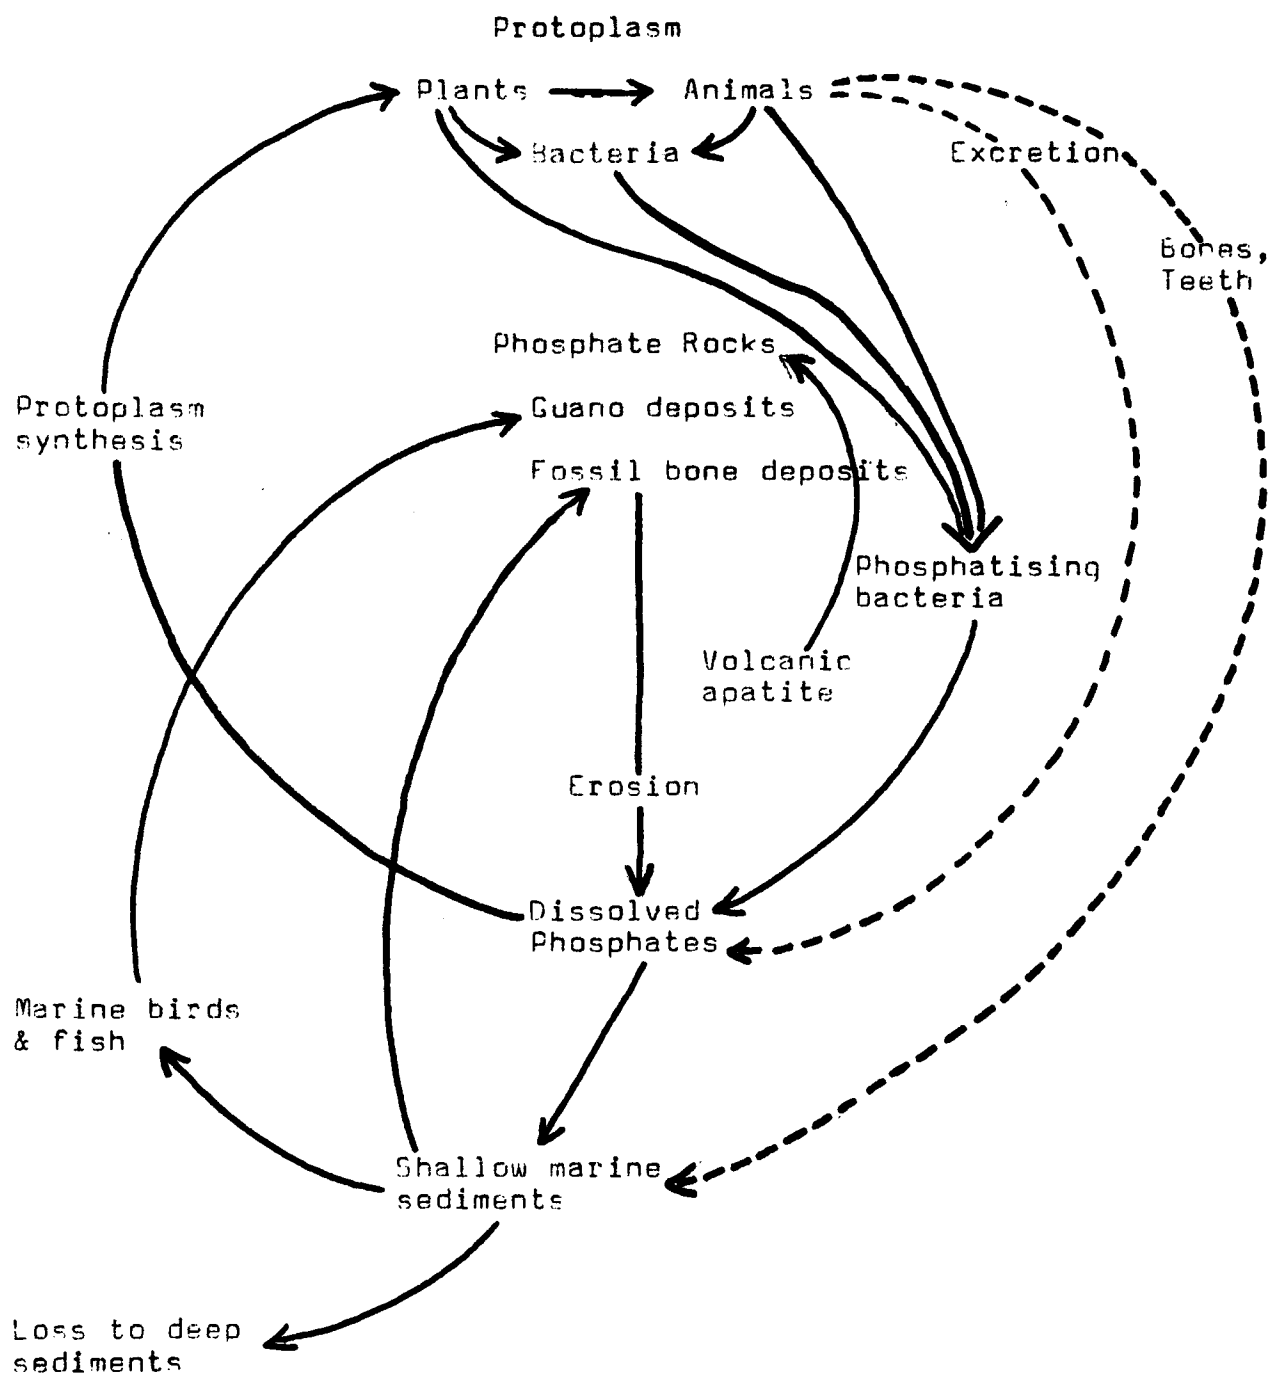 Protoplasm
Plants
Animals
Bacteria
Excretion
Bones,
Teeth
Phosphate Rocks
Protoplasm
synthesis
Guano deposits
Fossil bone deposits
Phosphatising
bacteria
Volcanic
apatite
Erosion
Dissolved
Phosphates
Marine birds
& fish
Shallow marine
sediments
Loss to deep
sediments